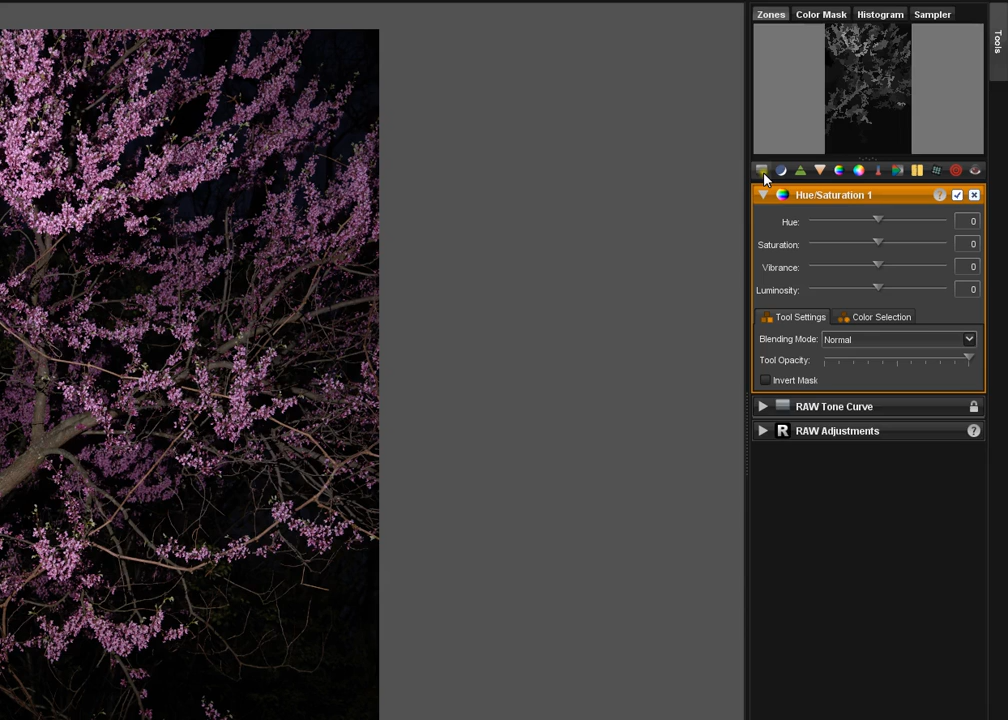 Zones Color Mask Histogram Sampler
Tools
Hue/Saturation 1 ?
Hue: 0
Saturation: 0
Vibrance: 0
Luminosity: 0
Tool Settings Color Selection
Blending Mode: Normal
Tool Opacity:
Invert Mask
RAW Tone Curve
R RAW Adjustments ?